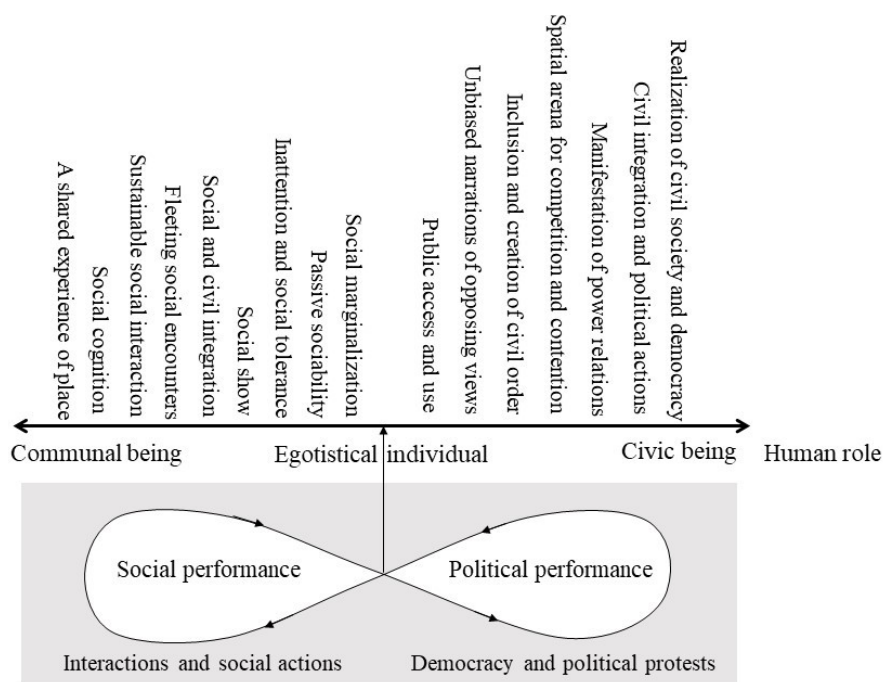 A shared experience of place
Social cognition
Sustainable social interaction
Fleeting social encounters
Social and civil integration
Social show
Inattention and social tolerance
Passive sociability
Social marginalization
Public access and use
Unbiased narrations of opposing views
Inclusion and creation of civil order
Spatial arena for competition and contention
Manifestation of power relations
Civil integration and political actions
Realization of civil society and democracy
Communal being
Egotistical individual
Civic being
Human role
Social performance
Political performance
Interactions and social actions
Democracy and political protests